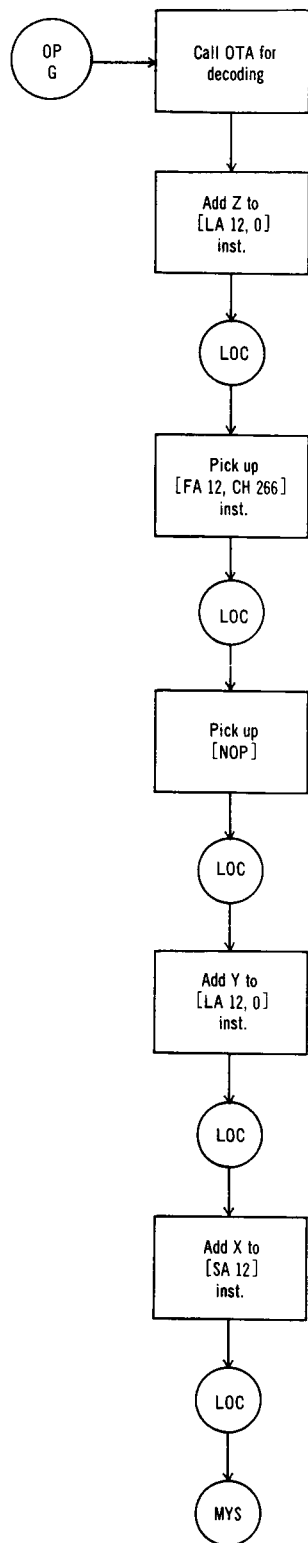 OP
G
Call OTA for
decoding
Add Z to
[LA 12, 0]
inst.
LOC
Pick up
[FA 12, CH 266]
inst.
LOC
Pick up
[NOP]
LOC
Add Y to
[LA 12, 0]
inst.
LOC
Add X to
[SA 12]
inst.
LOC
MYS